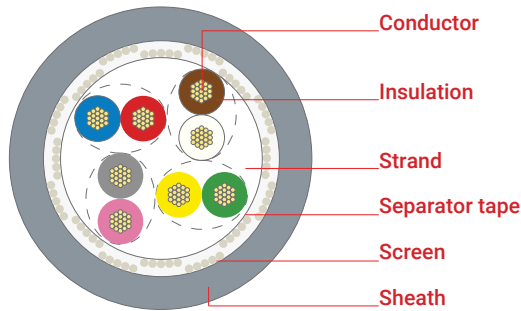 Conductor
Insulation
Strand
Separator tape
Screen
Sheath